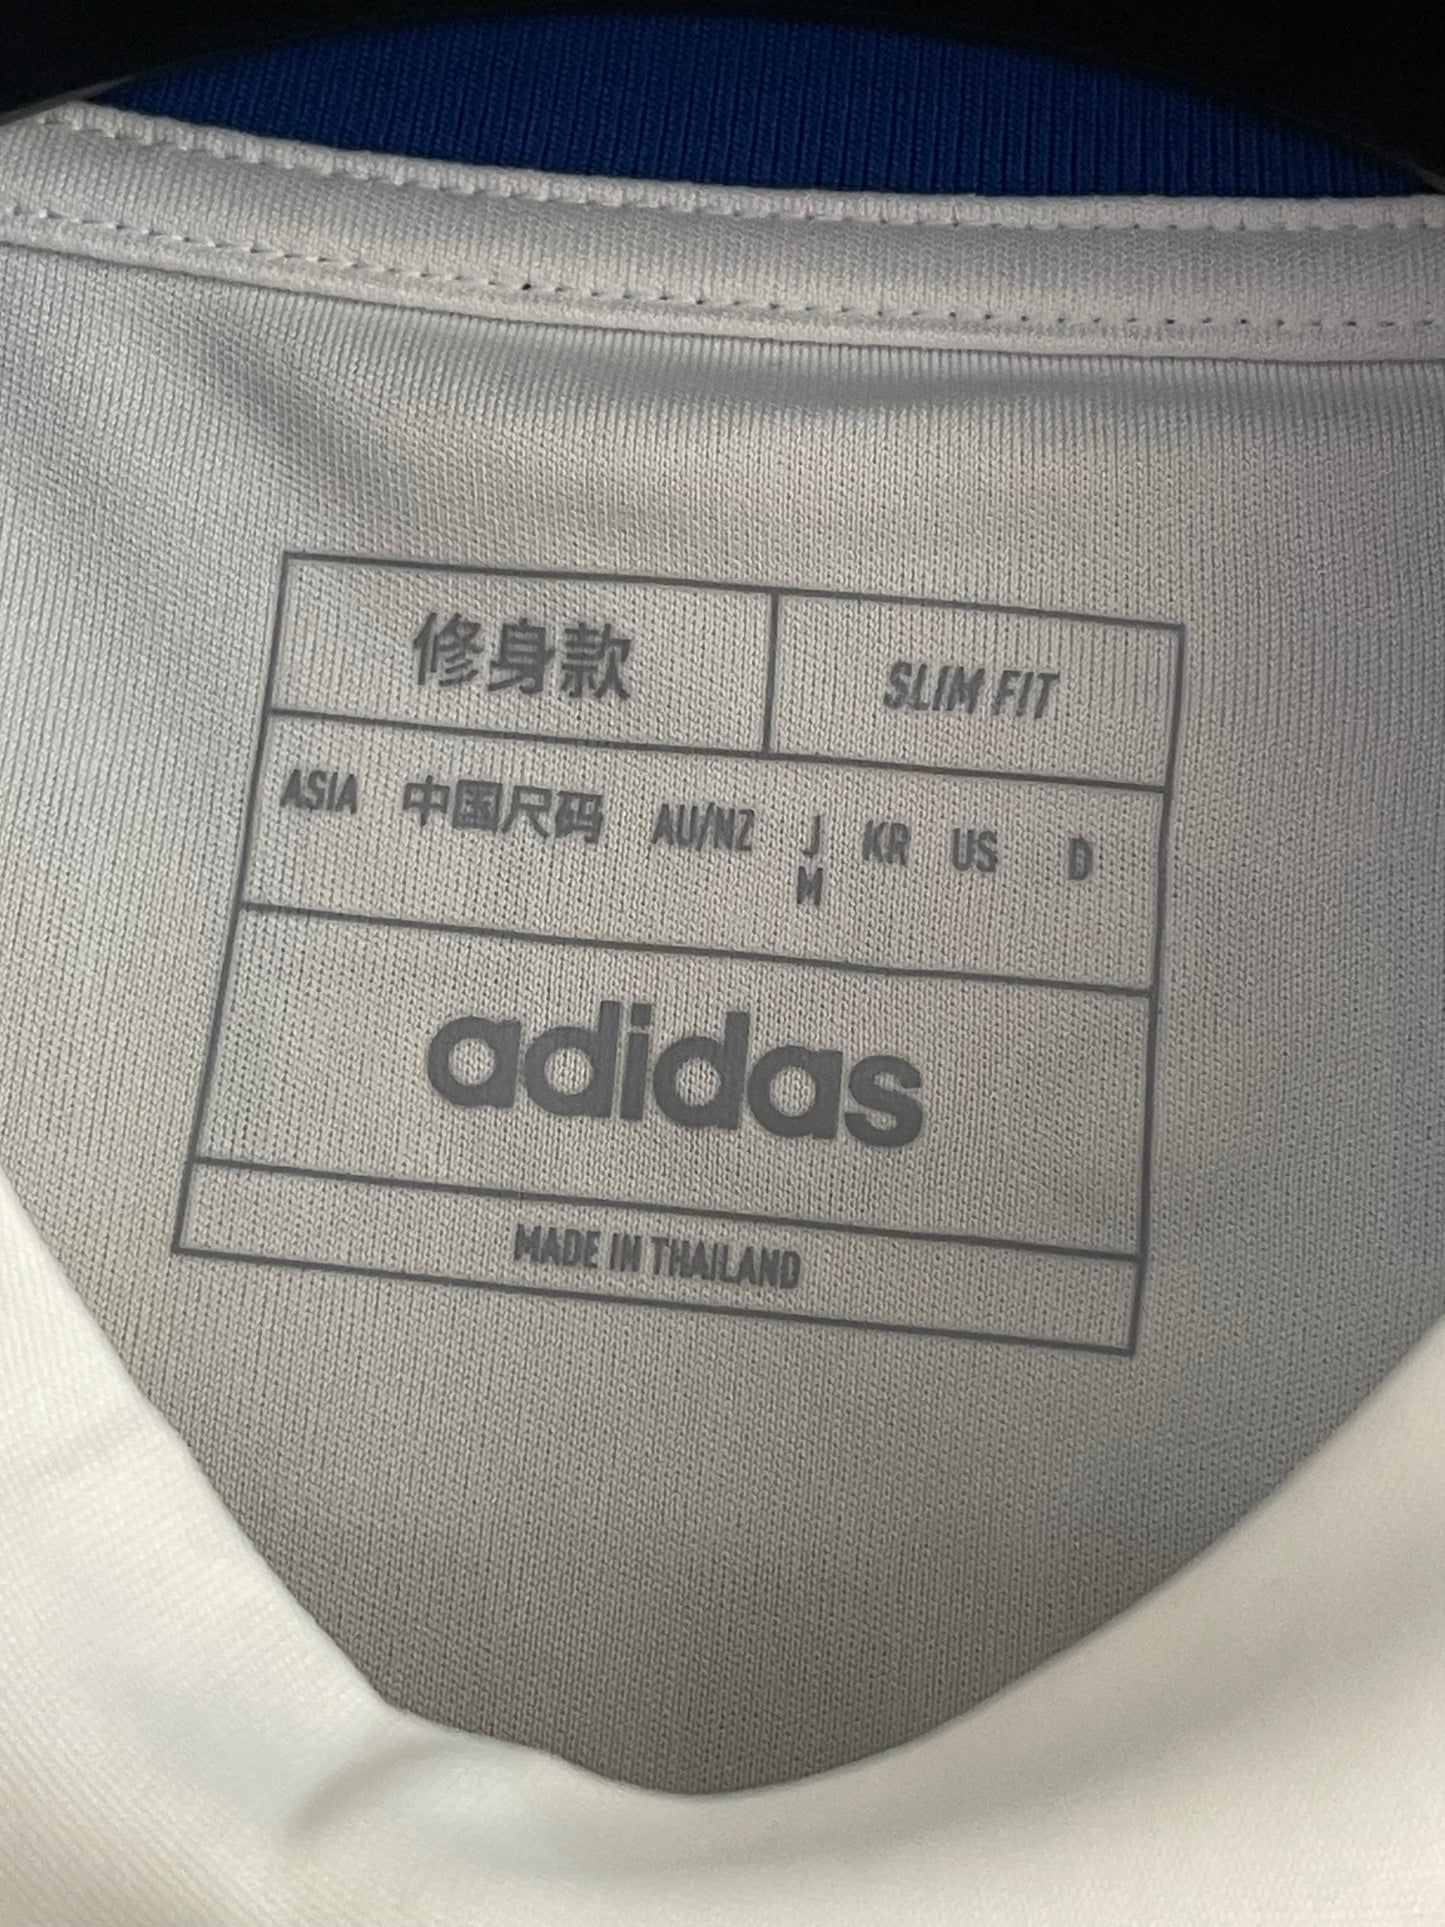 修身款 SLIM FIT
ASIA 中国尺码 AU/NZ J KR US D
M
adidas
MADE IN THAILAND